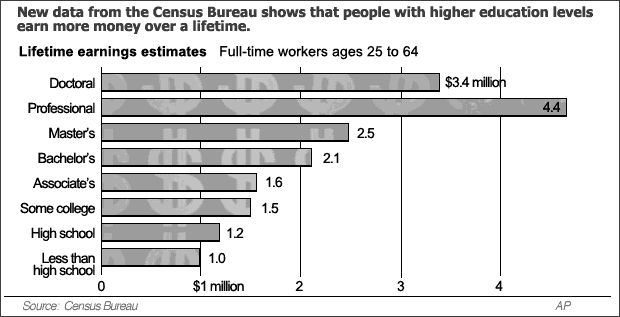 New data from the Census Bureau shows that people with higher education levels
earn more money over a lifetime.
Lifetime earnings estimates Full-time workers ages 25 to 64
Doctoral $3.4 million
Professional 4.4
Master's 2.5
Bachelor's 2.1
Associate's 1.6
Some college 1.5
High school 1.2
Less than
high school 1.0
0 $1 million 2 3 4
Source: Census Bureau AP